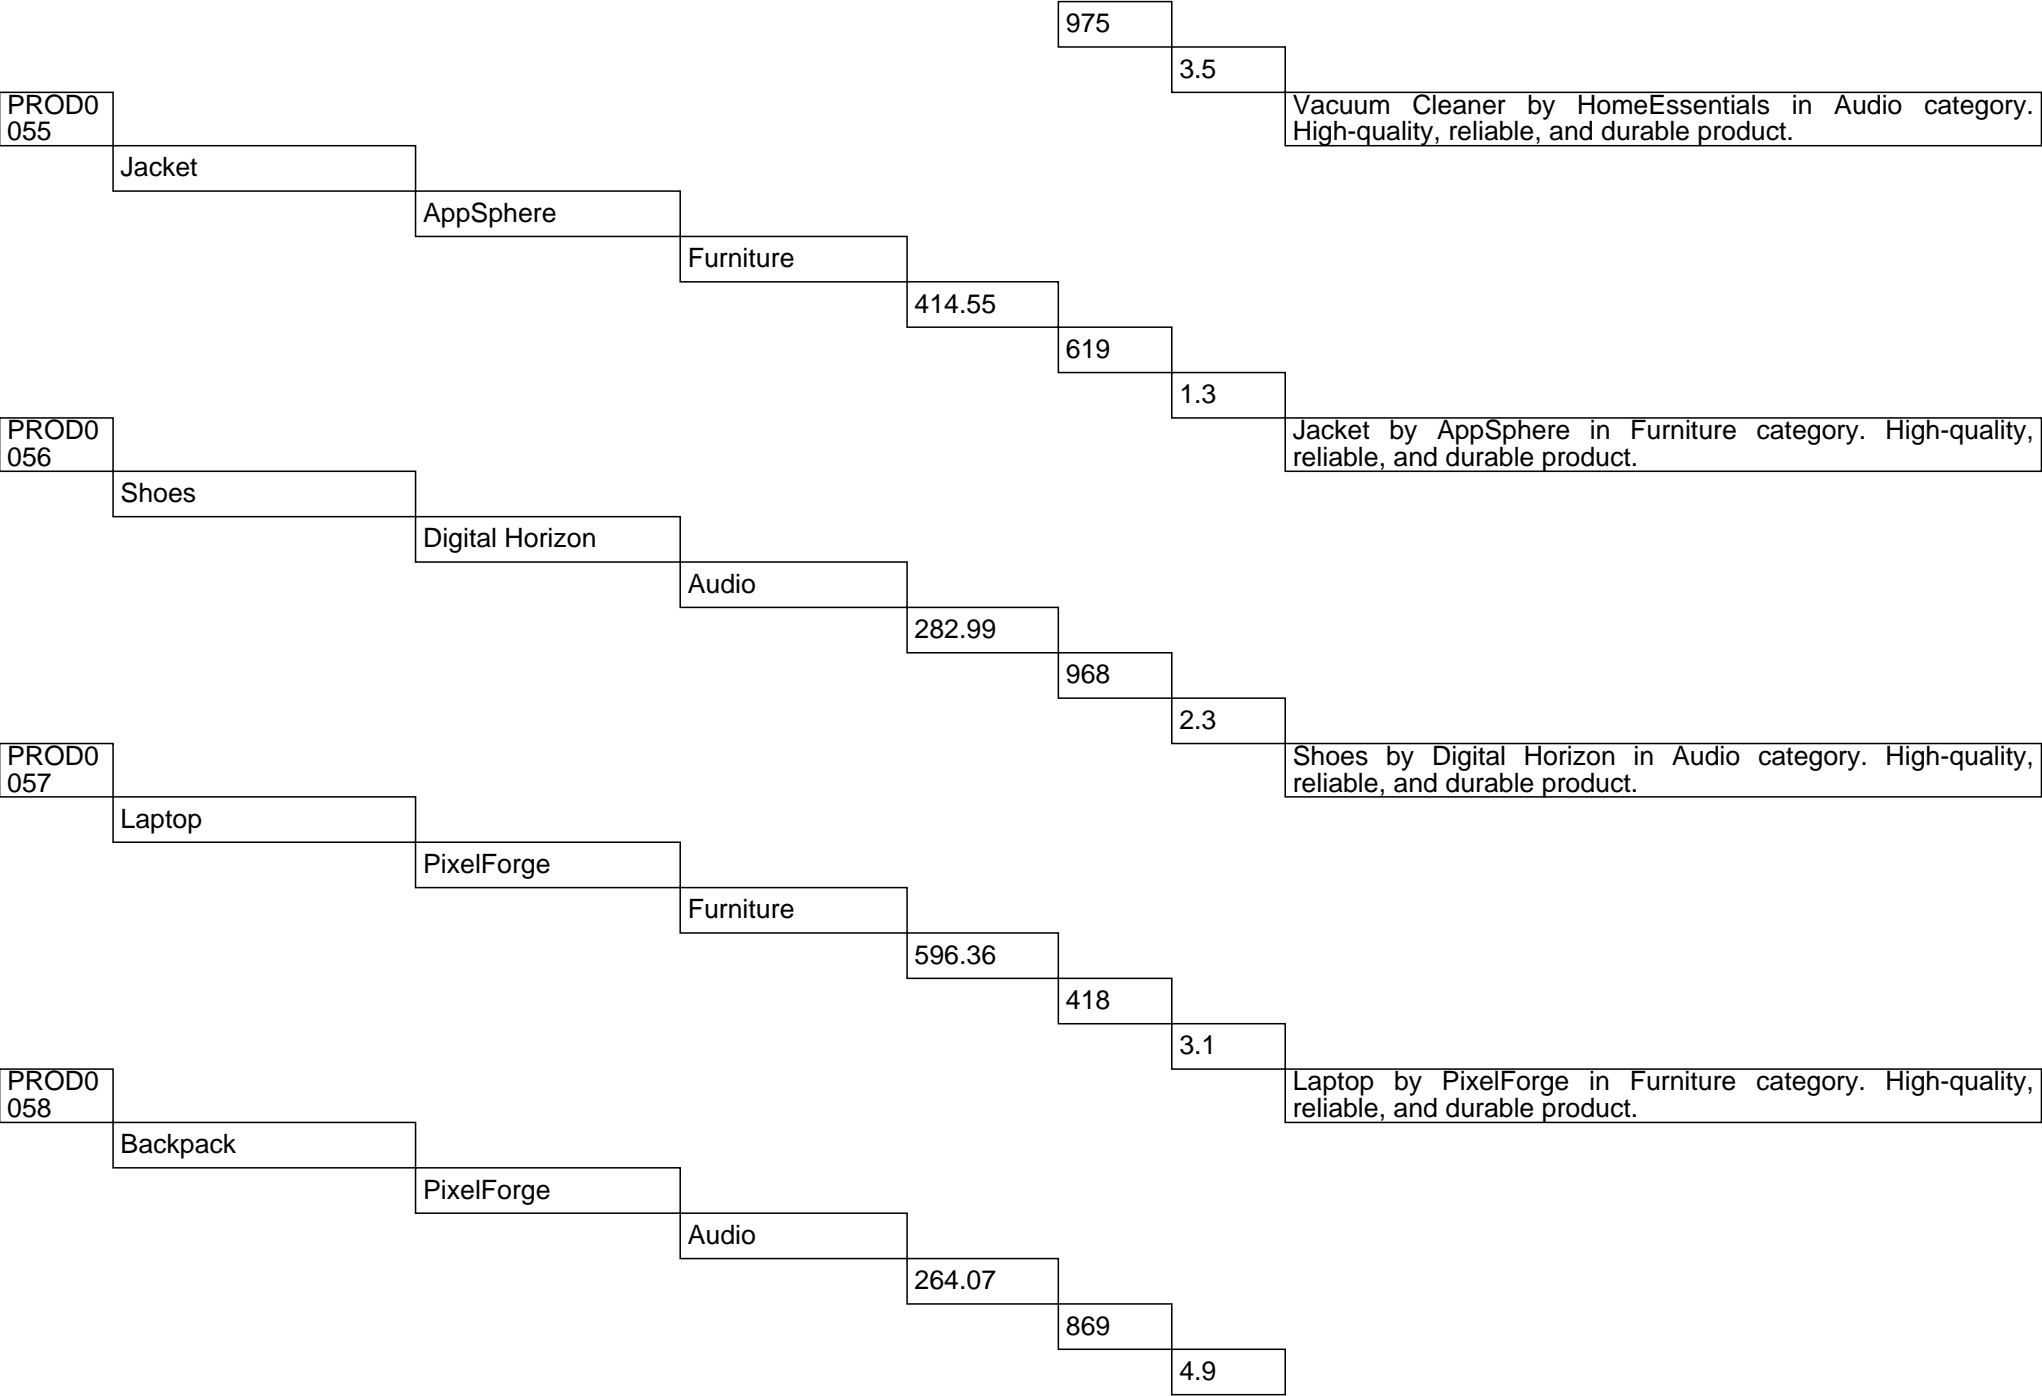 975
3.5
PROD0
055
Vacuum Cleaner by HomeEssentials in Audio category.
High-quality, reliable, and durable product.
Jacket
AppSphere
Furniture
414.55
619
1.3
PROD0
056
Jacket by AppSphere in Furniture category. High-quality,
reliable, and durable product.
Shoes
Digital Horizon
Audio
282.99
968
2.3
PROD0
057
Shoes by Digital Horizon in Audio category. High-quality,
reliable, and durable product.
Laptop
PixelForge
Furniture
596.36
418
3.1
PROD0
058
Laptop by PixelForge in Furniture category. High-quality,
reliable, and durable product.
Backpack
PixelForge
Audio
264.07
869
4.9